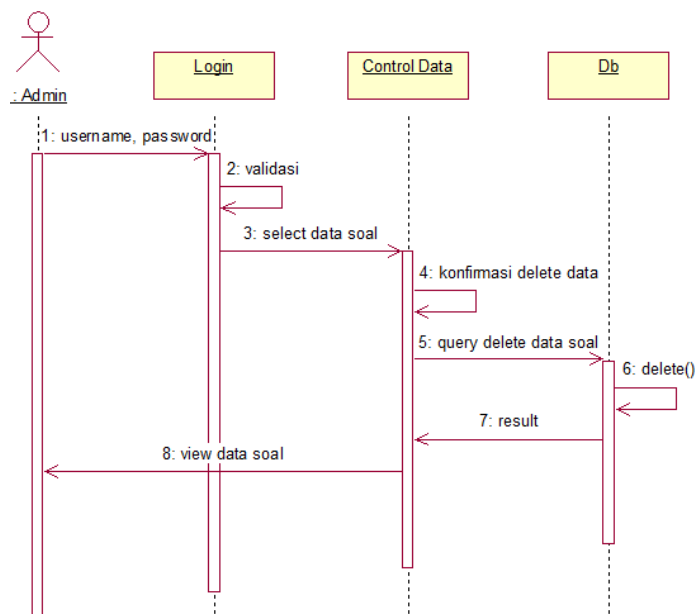 : Admin
Login
Control Data
Db
1: username, password
2: validasi
3: select data soal
4: konfirmasi delete data
5: query delete data soal
6: delete()
7: result
8: view data soal